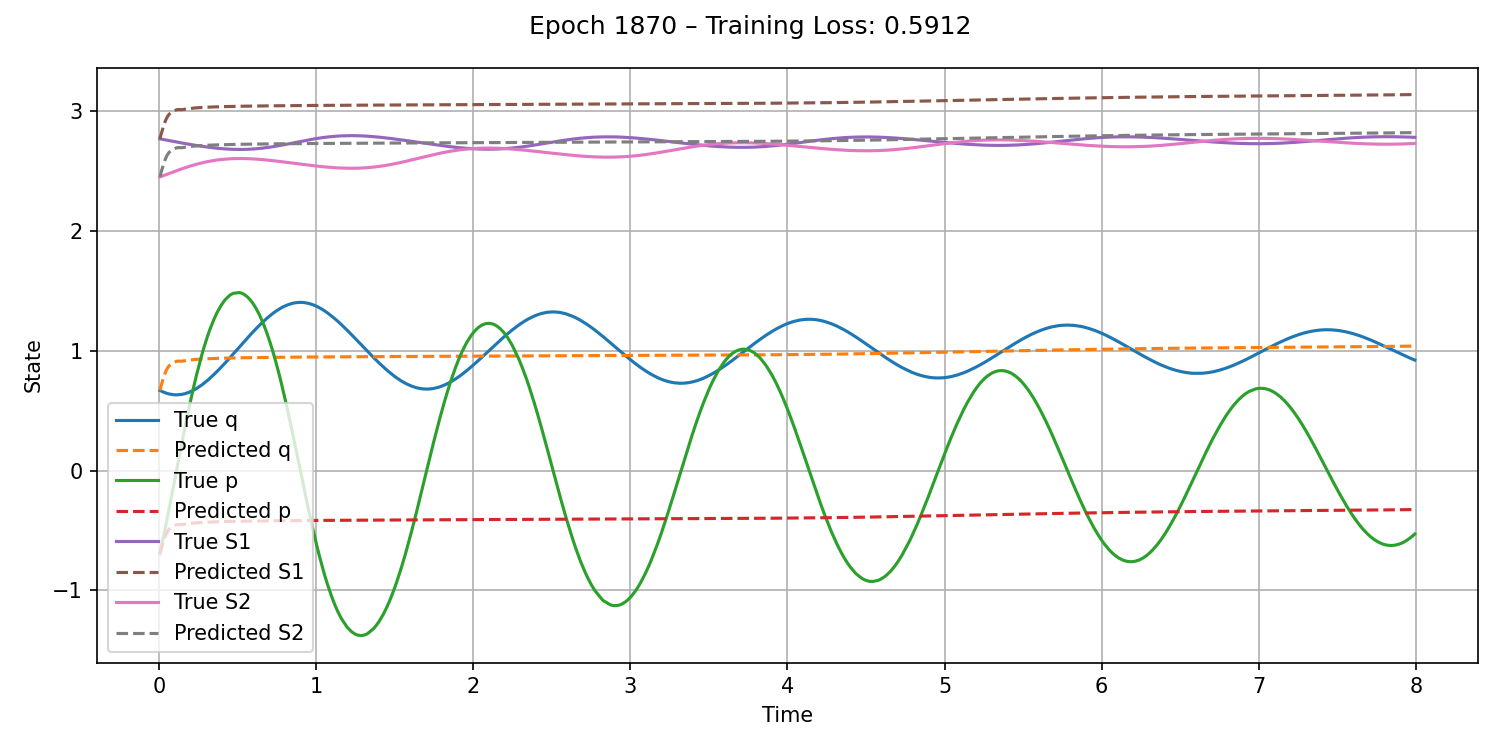 Epoch 1870 – Training Loss: 0.5912
3
2
1
0
−1
State
True q
Predicted q
True p
Predicted p
True S1
Predicted S1
True S2
Predicted S2
0 1 2 3 4 5 6 7 8
Time